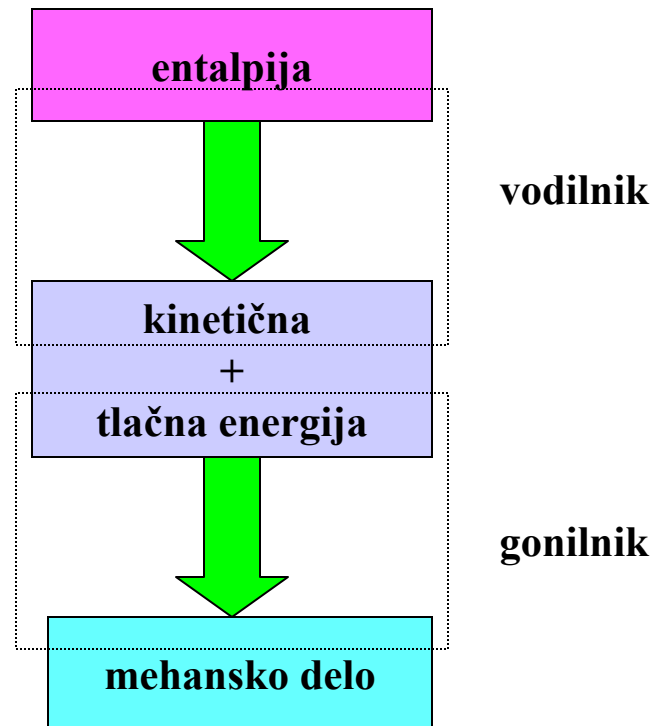 entalpija
vodilnik
kinetična
+
tlačna energija
gonilnik
mehansko delo